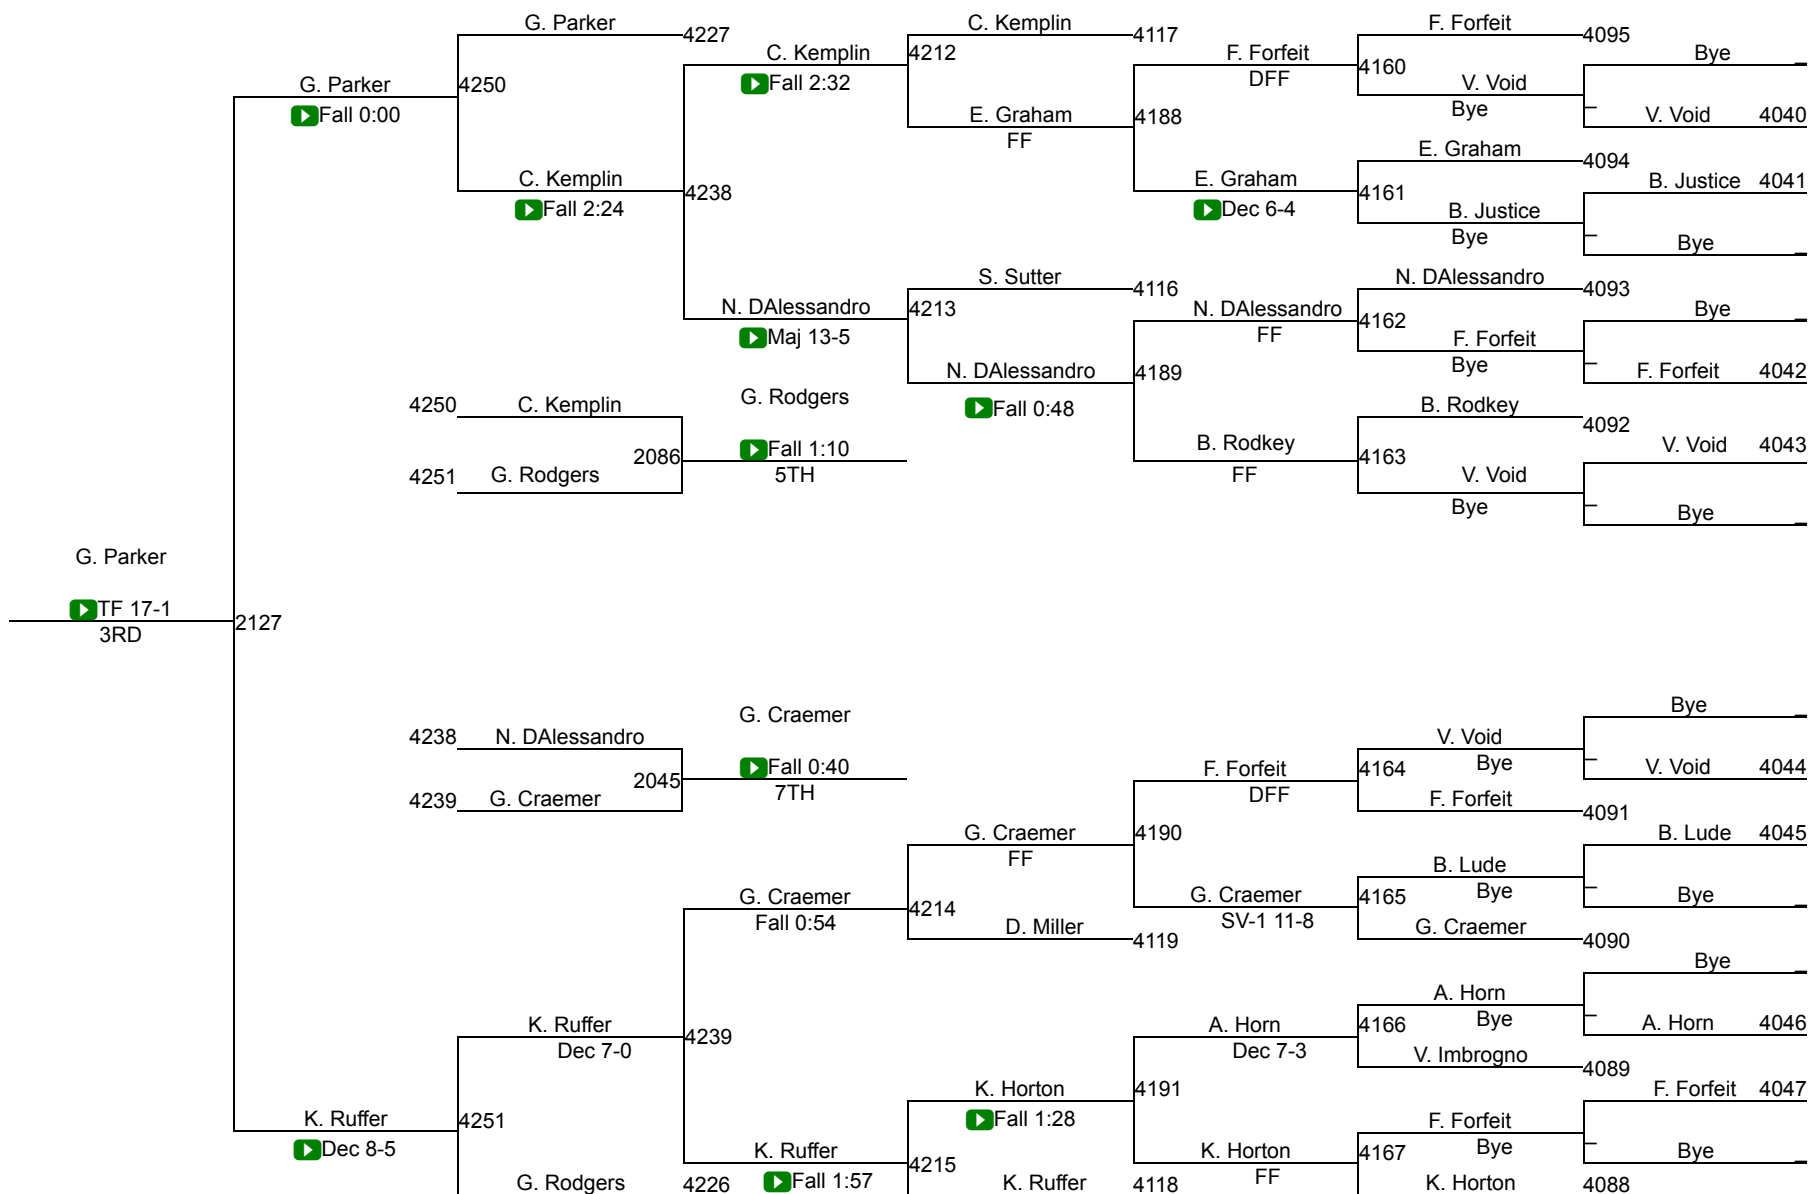 G. Parker
4227
C. Kemplin
4117
F. Forfeit
4095
C. Kemplin
4212
F. Forfeit
Bye
_
G. Parker
4250
Fall 2:32
DFF
4160
V. Void
Fall 0:00
E. Graham
4188
Bye
_
V. Void
4040
FF
E. Graham
4094
C. Kemplin
4238
E. Graham
4161
B. Justice
4041
Fall 2:24
Dec 6-4
B. Justice
Bye
_
Bye
_
S. Sutter
4116
N. DAlessandro
4093
N. DAlessandro
4213
N. DAlessandro
4162
Bye
_
Maj 13-5
FF
F. Forfeit
N. DAlessandro
4189
Bye
_
F. Forfeit
4042
4250
C. Kemplin
G. Rodgers
Fall 0:48
B. Rodkey
4092
2086
Fall 1:10
B. Rodkey
4163
V. Void
4043
4251
G. Rodgers
5TH
FF
V. Void
Bye
_
Bye
_
G. Parker
TF 17-1
2127
3RD
G. Craemer
Bye
_
4238
N. DAlessandro
V. Void
2045
Fall 0:40
F. Forfeit
4164
Bye
_
V. Void
4044
4239
G. Craemer
7TH
DFF
F. Forfeit
4091
G. Craemer
4190
B. Lude
4045
FF
B. Lude
G. Craemer
4214
G. Craemer
4165
Bye
_
Bye
_
Fall 0:54
D. Miller
4119
SV-1 11-8
G. Craemer
4090
Bye
_
A. Horn
K. Ruffer
4239
A. Horn
4166
Bye
_
A. Horn
4046
Dec 7-0
Dec 7-3
V. Imbrogno
4089
K. Horton
4191
F. Forfeit
4047
K. Ruffer
4251
Fall 1:28
F. Forfeit
Dec 8-5
K. Ruffer
4215
K. Horton
4167
Bye
_
Bye
_
G. Rodgers
4226
Fall 1:57
K. Ruffer
4118
FF
K. Horton
4088